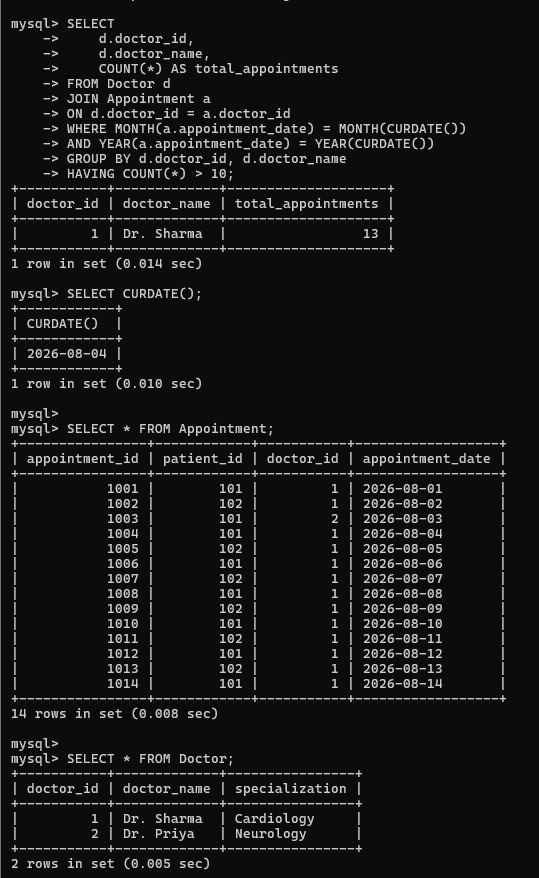 mysql> SELECT
    ->     d.doctor_id,
    ->     d.doctor_name,
    ->     COUNT(*) AS total_appointments
    -> FROM Doctor d
    -> JOIN Appointment a
    -> ON d.doctor_id = a.doctor_id
    -> WHERE MONTH(a.appointment_date) = MONTH(CURDATE())
    -> AND YEAR(a.appointment_date) = YEAR(CURDATE())
    -> GROUP BY d.doctor_id, d.doctor_name
    -> HAVING COUNT(*) > 10;
+-----------+-------------+--------------------+
| doctor_id | doctor_name | total_appointments |
+-----------+-------------+--------------------+
|         1 | Dr. Sharma  |                 13 |
+-----------+-------------+--------------------+
1 row in set (0.014 sec)

mysql> SELECT CURDATE();
+------------+
| CURDATE()  |
+------------+
| 2026-08-04 |
+------------+
1 row in set (0.010 sec)

mysql>
mysql> SELECT * FROM Appointment;
+----------------+------------+-----------+------------------+
| appointment_id | patient_id | doctor_id | appointment_date |
+----------------+------------+-----------+------------------+
|           1001 |        101 |         1 | 2026-08-01       |
|           1002 |        102 |         1 | 2026-08-02       |
|           1003 |        101 |         2 | 2026-08-03       |
|           1004 |        101 |         1 | 2026-08-04       |
|           1005 |        102 |         1 | 2026-08-05       |
|           1006 |        101 |         1 | 2026-08-06       |
|           1007 |        102 |         1 | 2026-08-07       |
|           1008 |        101 |         1 | 2026-08-08       |
|           1009 |        102 |         1 | 2026-08-09       |
|           1010 |        101 |         1 | 2026-08-10       |
|           1011 |        102 |         1 | 2026-08-11       |
|           1012 |        101 |         1 | 2026-08-12       |
|           1013 |        102 |         1 | 2026-08-13       |
|           1014 |        101 |         1 | 2026-08-14       |
+----------------+------------+-----------+------------------+
14 rows in set (0.008 sec)

mysql>
mysql> SELECT * FROM Doctor;
+-----------+-------------+----------------+
| doctor_id | doctor_name | specialization |
+-----------+-------------+----------------+
|         1 | Dr. Sharma  | Cardiology     |
|         2 | Dr. Priya   | Neurology      |
+-----------+-------------+----------------+
2 rows in set (0.005 sec)